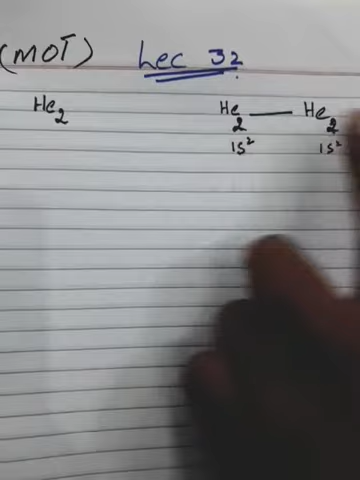 (MOT) Lec 32
He₂ He₂ — He₂
1S² 1S²